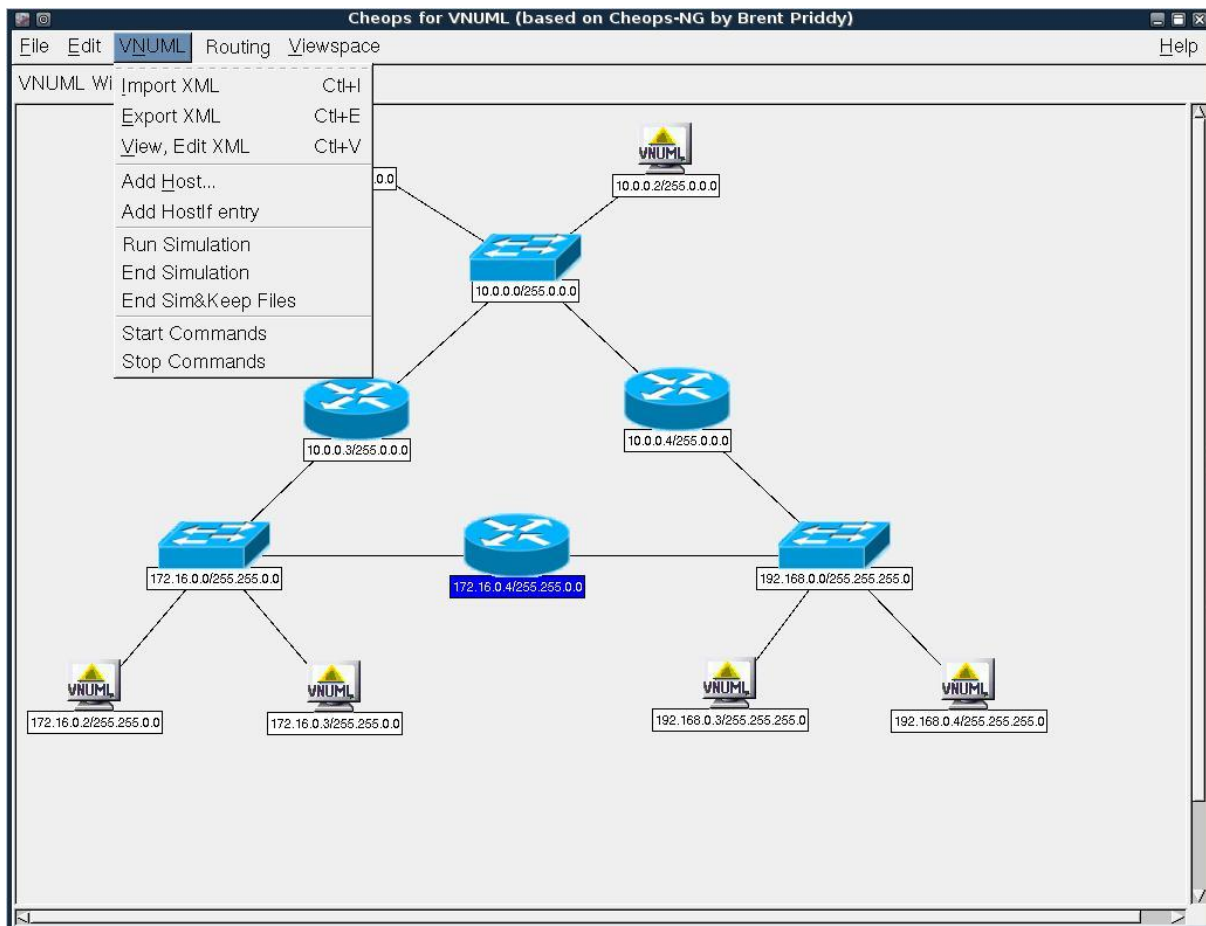 Cheops for VNUML (based on Cheops-NG by Brent Priddy)
File Edit VNUML Routing Viewspace Help
VNUML Wi
Import XML Ctl+I
Export XML Ctl+E
View, Edit XML Ctl+V
Add Host...
Add HostIf entry
Run Simulation
End Simulation
End Sim&Keep Files
Start Commands
Stop Commands
.0.0
VNUML
10.0.0.2/255.0.0.0
10.0.0.0/255.0.0.0
10.0.0.3/255.0.0.0
10.0.0.4/255.0.0.0
172.16.0.0/255.255.0.0
172.16.0.4/255.255.0.0
192.168.0.0/255.255.255.0
VNUML
172.16.0.2/255.255.0.0
VNUML
172.16.0.3/255.255.0.0
VNUML
192.168.0.3/255.255.255.0
VNUML
192.168.0.4/255.255.255.0